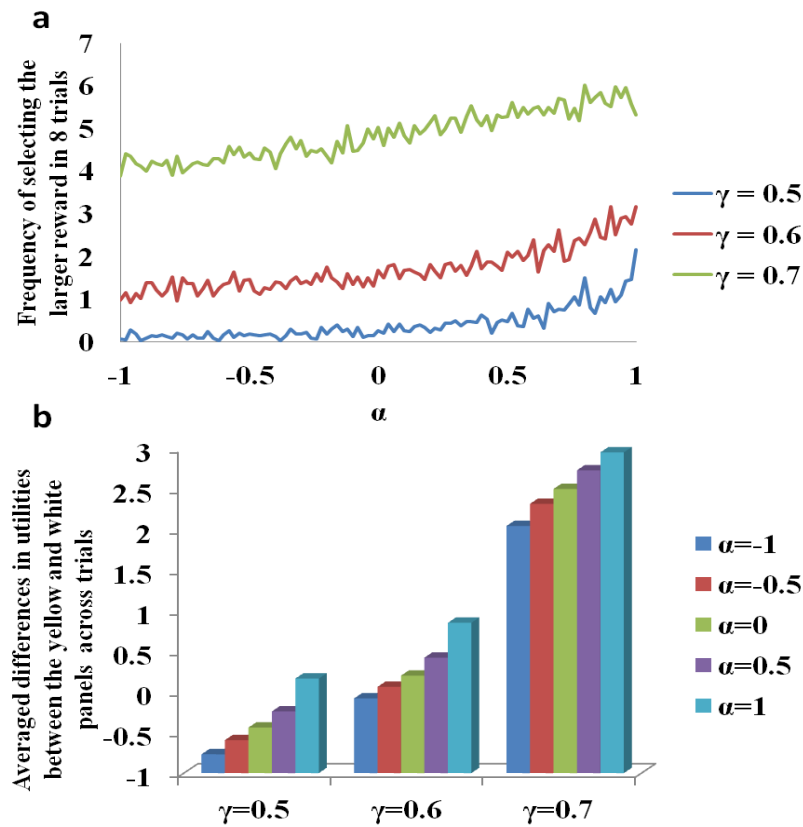 a
Frequency of selecting the
larger reward in 8 trials
7
6
5
4
3
2
1
0
-1
-0.5
0
0.5
1
α
γ = 0.5
γ = 0.6
γ = 0.7
b
Averaged differences in utilities
between the yellow and white
panels across trials
3
2.5
2
1.5
1
0.5
0
-0.5
-1
γ=0.5
γ=0.6
γ=0.7
α=-1
α=-0.5
α=0
α=0.5
α=1